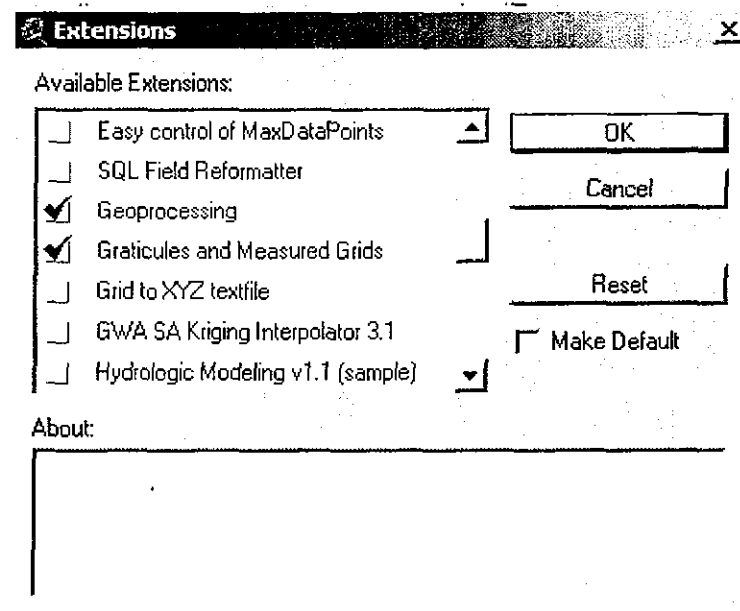 Extensions
Available Extensions:
Easy control of MaxDataPoints
SQL Field Reformatter
Geoprocessing
Graticules and Measured Grids
Grid to XYZ textfile
GWA SA Kriging Interpolator 3.1
Hydrologic Modeling v1.1 (sample)
OK
Cancel
Reset
Make Default
About: